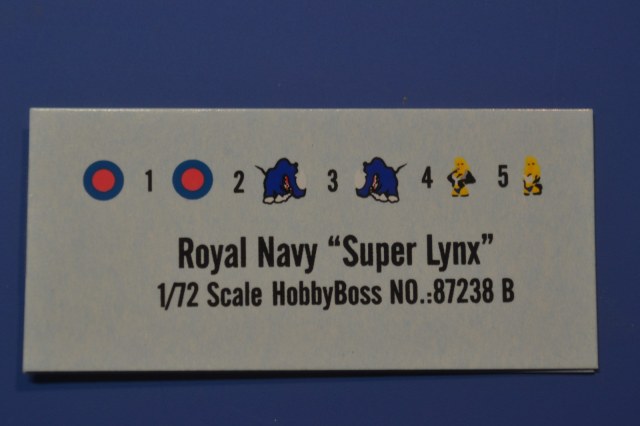 1 2 3 4 5
Royal Navy “Super Lynx”
1/72 Scale HobbyBoss NO.:87238 B